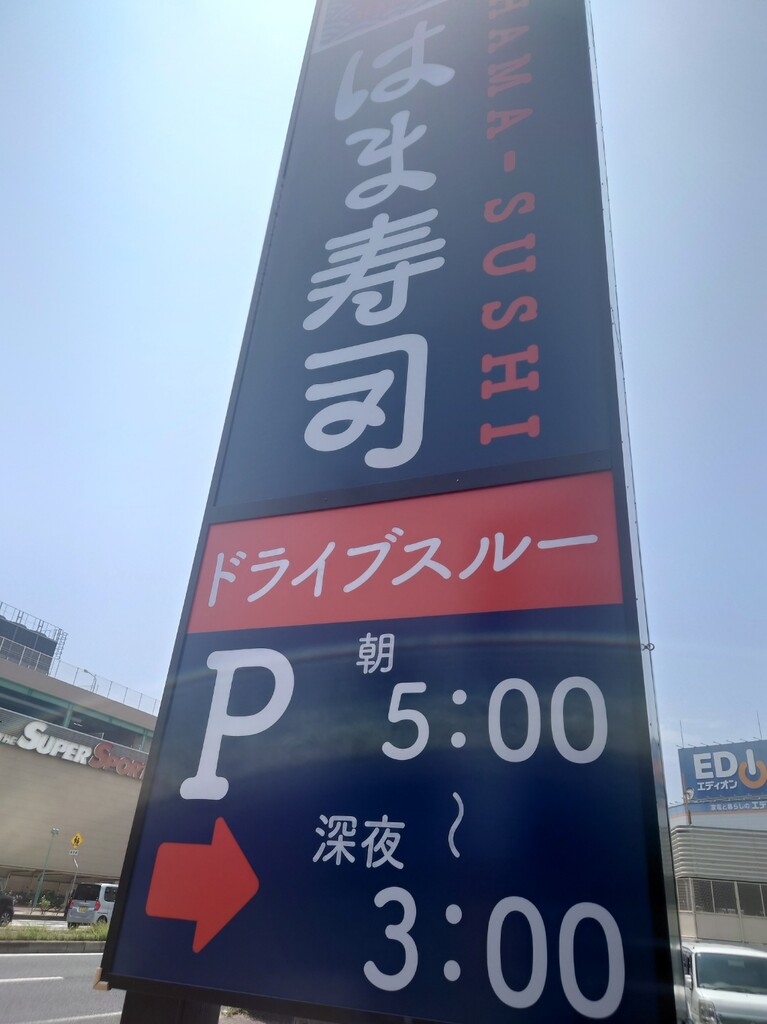 はま寿司
HAMA-SUSHI
ドライブスルー
P
朝
5:00
〜
深夜
3:00
THE SUPER SPORTS
EDION
エディオン